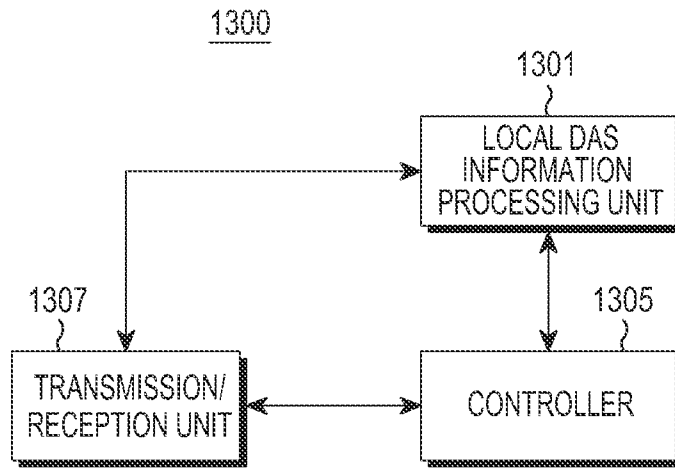 1300
1301
LOCAL DAS
INFORMATION
PROCESSING UNIT
1307
1305
TRANSMISSION/
RECEPTION UNIT
CONTROLLER